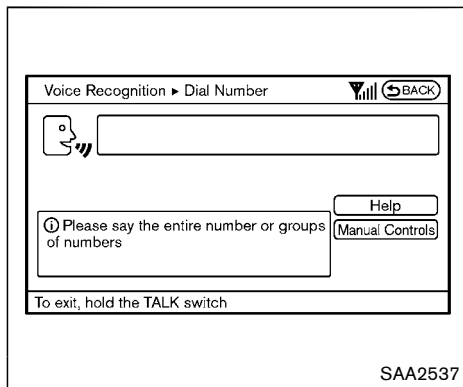 Voice Recognition ▸ Dial Number
BACK
Help
Manual Controls
ⓘ Please say the entire number or groups
of numbers
To exit, hold the TALK switch
SAA2537